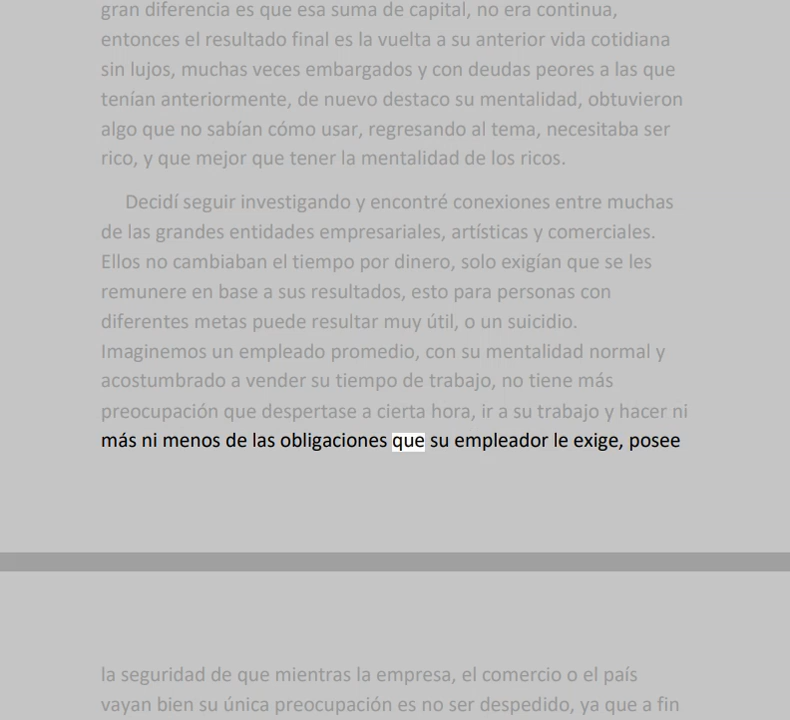 gran diferencia es que esa suma de capital, no era continua,
entonces el resultado final es la vuelta a su anterior vida cotidiana
sin lujos, muchas veces embargados y con deudas peores a las que
tenían anteriormente, de nuevo destaco su mentalidad, obtuvieron
algo que no sabían cómo usar, regresando al tema, necesitaba ser
rico, y que mejor que tener la mentalidad de los ricos.
Decidí seguir investigando y encontré conexiones entre muchas
de las grandes entidades empresariales, artísticas y comerciales.
Ellos no cambiaban el tiempo por dinero, solo exigían que se les
remunere en base a sus resultados, esto para personas con
diferentes metas puede resultar muy útil, o un suicidio.
Imaginemos un empleado promedio, con su mentalidad normal y
acostumbrado a vender su tiempo de trabajo, no tiene más
preocupación que despertase a cierta hora, ir a su trabajo y hacer ni
más ni menos de las obligaciones que su empleador le exige, posee
la seguridad de que mientras la empresa, el comercio o el país
vayan bien su única preocupación es no ser despedido, ya que a fin